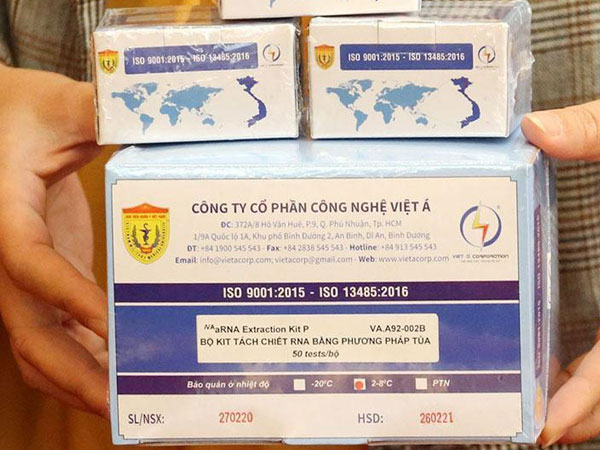 ISO 9001:2015 - ISO 13485:2016
ISO 9001:2015 - ISO 13485:2016
CÔNG TY CỔ PHẦN CÔNG NGHỆ VIỆT Á
ĐC: 372A/8 Hồ Văn Huê, P.9, Q. Phú Nhuận, Tp. HCM
1/9A Quốc lộ 1A, Khu phố Bình Dương 2, An Bình, Dĩ An, Bình Dương
ĐT: +84 1900 545 543 - Fax: +84 2838 545 543 - Hotline: +84 913 545 543
Email: info@vietacorp.com; vietacorp@gmail.com - Web: www.vietacorp.com
ISO 9001:2015 - ISO 13485:2016
iVAaRNA Extraction Kit P VA.A92-002B
BỘ KIT TÁCH CHIẾT RNA BẰNG PHƯƠNG PHÁP TỦA
50 tests/bộ
Bảo quản ở nhiệt độ -20°C 2-8°C PTN
SL/NSX: 270220 HSD: 260221